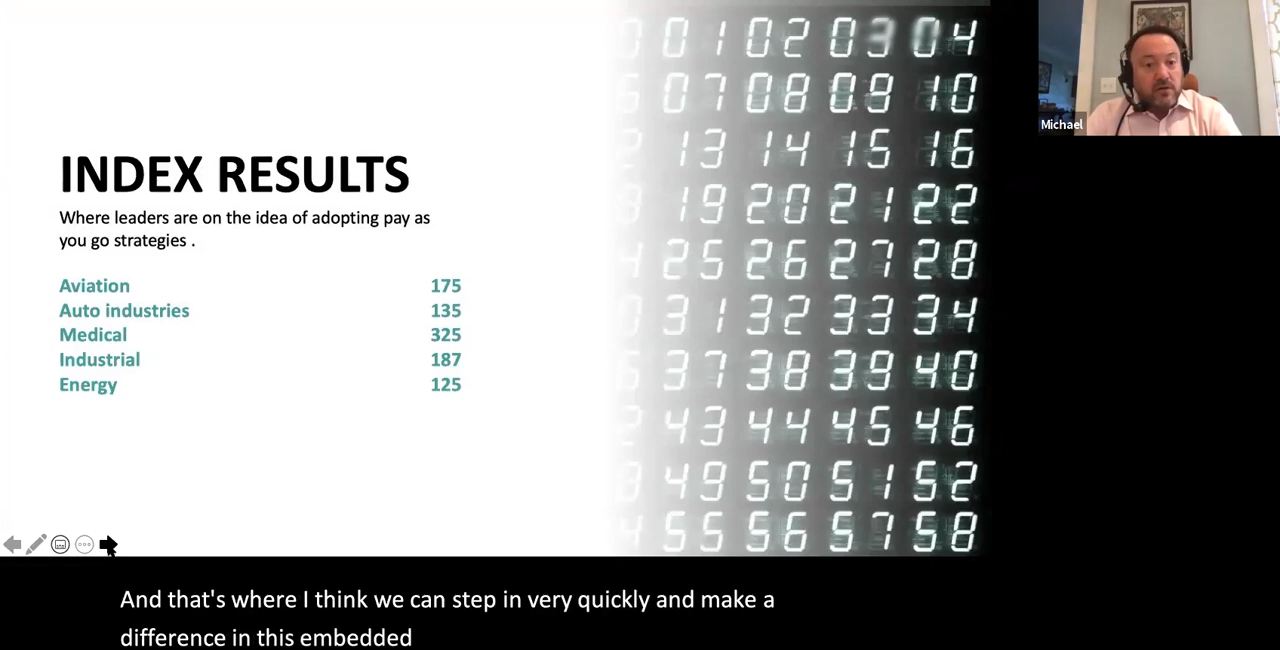 INDEX RESULTS
Where leaders are on the idea of adopting pay as
you go strategies .
Aviation 175
Auto industries 135
Medical 325
Industrial 187
Energy 125
01 02 03 04
07 08 09 10
13 14 15 16
19 20 21 22
25 26 27 28
31 32 33 34
37 38 39 40
43 44 45 46
49 50 51 52
55 56 57 58
Michael
And that's where I think we can step in very quickly and make a
difference in this embedded